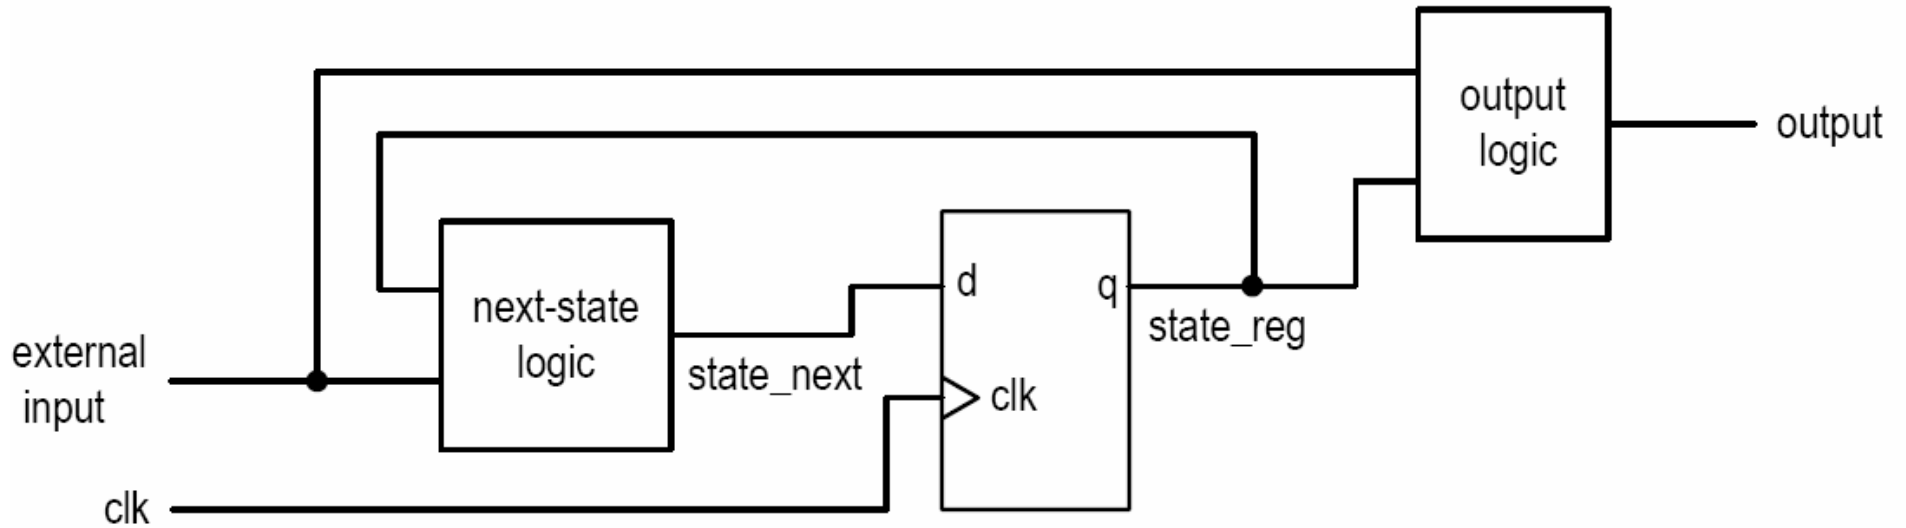 output
logic
output
next-state
logic
d
q
state_reg
external
input
state_next
clk
clk